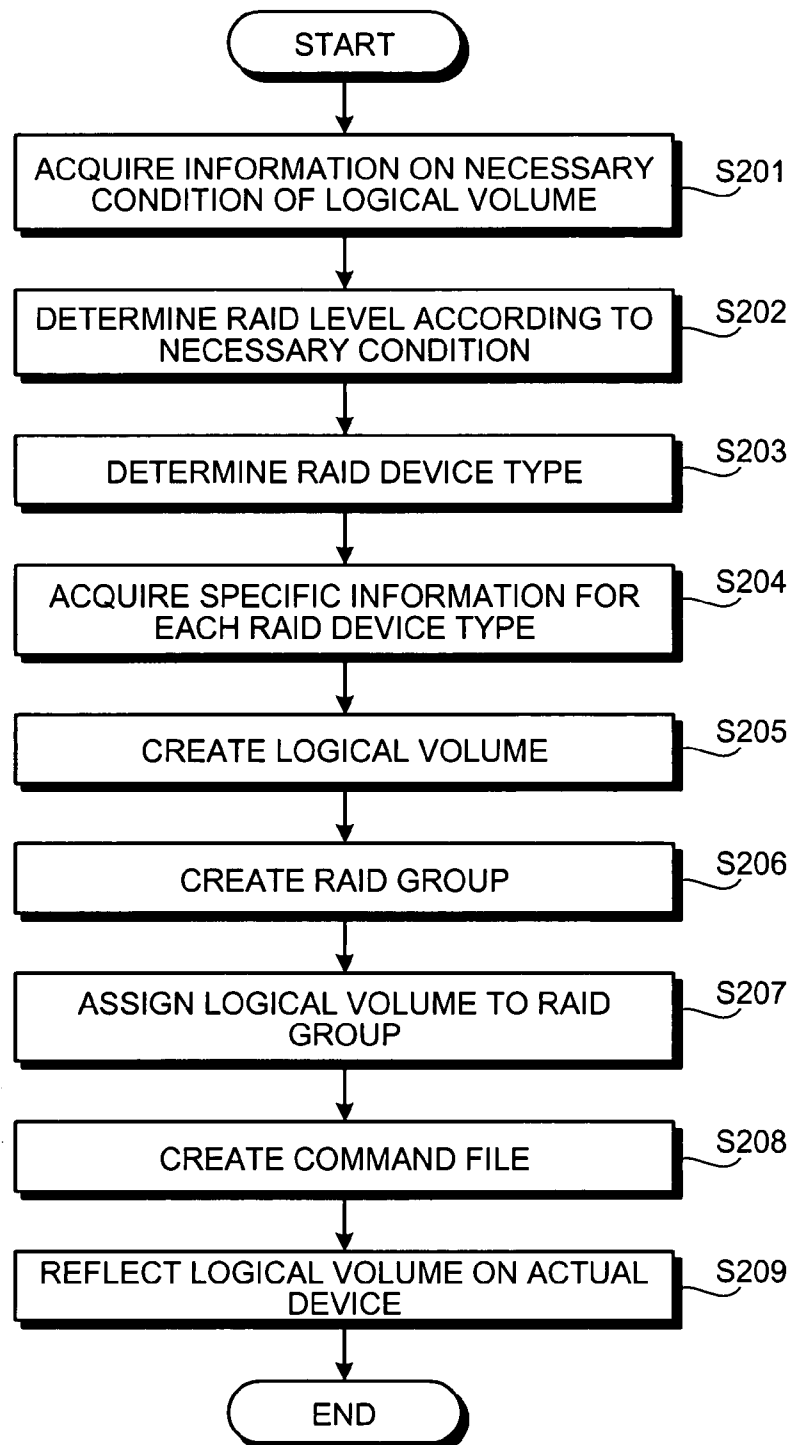 START
ACQUIRE INFORMATION ON NECESSARY
CONDITION OF LOGICAL VOLUME
S201
DETERMINE RAID LEVEL ACCORDING TO
NECESSARY CONDITION
S202
DETERMINE RAID DEVICE TYPE
S203
ACQUIRE SPECIFIC INFORMATION FOR
EACH RAID DEVICE TYPE
S204
CREATE LOGICAL VOLUME
S205
CREATE RAID GROUP
S206
ASSIGN LOGICAL VOLUME TO RAID
GROUP
S207
CREATE COMMAND FILE
S208
REFLECT LOGICAL VOLUME ON ACTUAL
DEVICE
S209
END